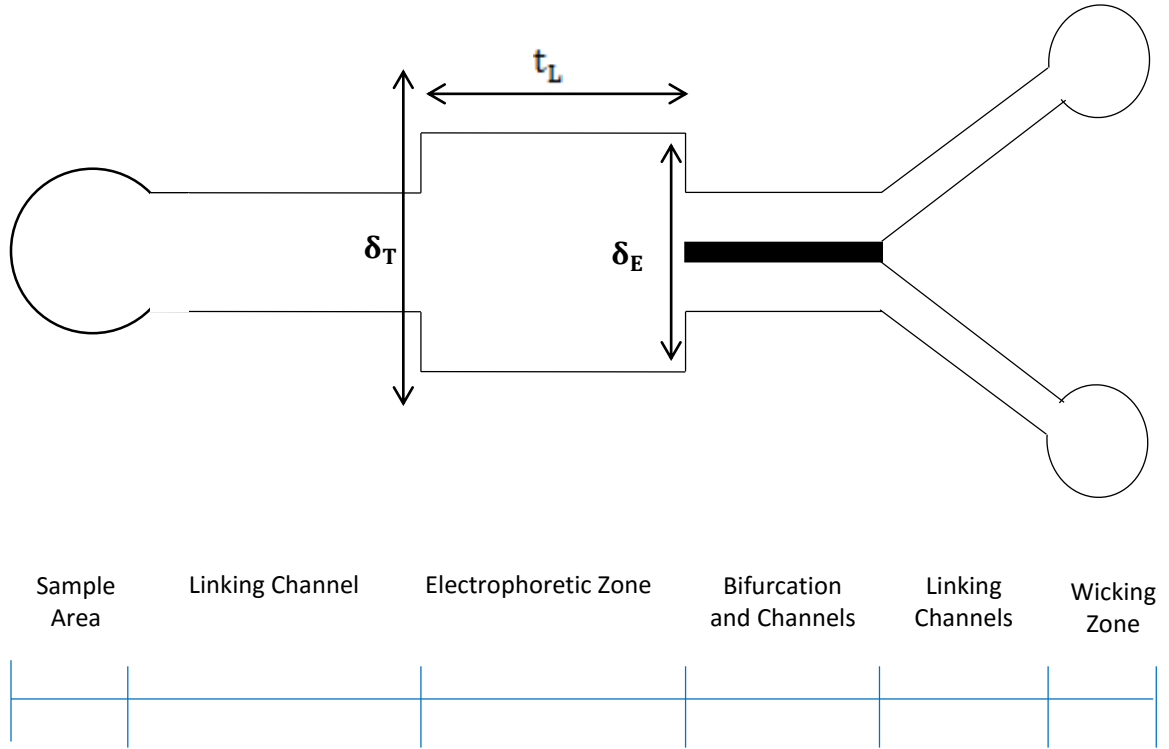 t_L
δ_T
δ_E
Sample
Area
Linking Channel
Electrophoretic Zone
Bifurcation
and Channels
Linking
Channels
Wicking
Zone